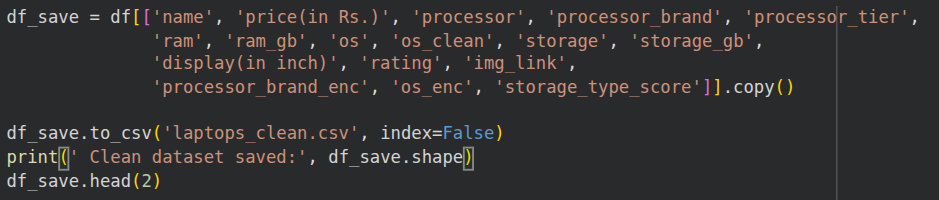 df_save = df[['name', 'price(in Rs.)', 'processor', 'processor_brand', 'processor_tier',
'ram', 'ram_gb', 'os', 'os_clean', 'storage', 'storage_gb',
'display(in inch)', 'rating', 'img_link',
'processor_brand_enc', 'os_enc', 'storage_type_score']].copy()
df_save.to_csv('laptops_clean.csv', index=False)
print(' Clean dataset saved:', df_save.shape)
df_save.head(2)